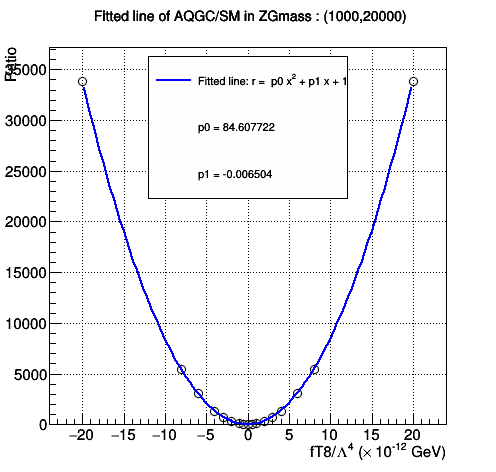 FItted line of AQGC/SM in ZGmass : (1000,20000)
Ratio
Fitted line: r = p0 x² + p1 x + 1
p0 = 84.607722
p1 = -0.006504
35000
30000
25000
20000
15000
10000
5000
0
−20 −15 −10 −5 0 5 10 15 20
fT8/Λ⁴ (× 10⁻¹² GeV)